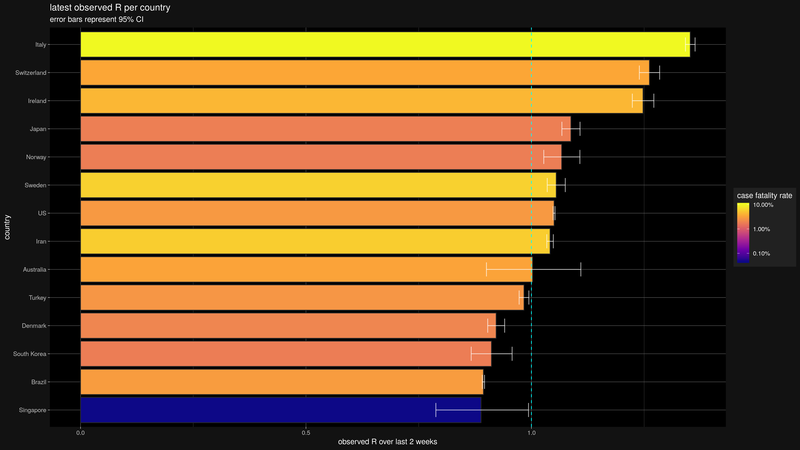 latest observed R per country
error bars represent 95% CI
country
Italy
Switzerland
Ireland
Japan
Norway
Sweden
US
Iran
Australia
Turkey
Denmark
South Korea
Brazil
Singapore
0.0
0.5
1.0
observed R over last 2 weeks
case fatality rate
10.00%
1.00%
0.10%